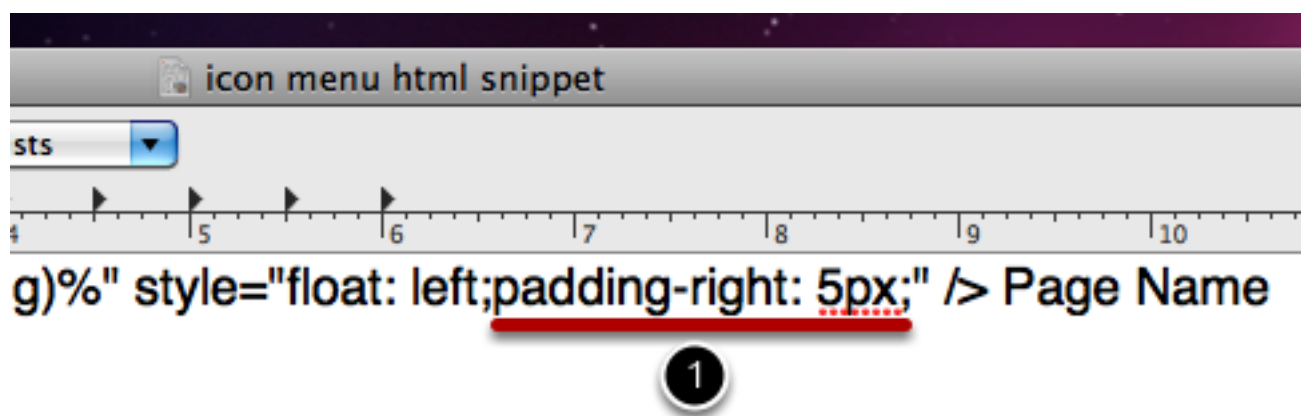 icon menu html snippet
sts
4 5 6 7 8 9 10
g)%" style="float: left;padding-right: 5px;" /> Page Name
1